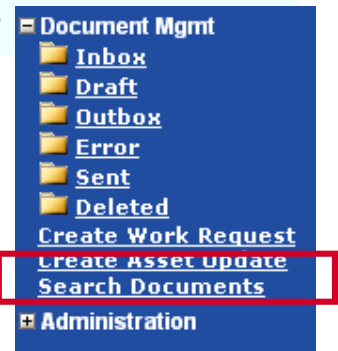 Document Mgmt
Inbox
Draft
Outbox
Error
Sent
Deleted
Create Work Request
Create Asset Update
Search Documents
Administration